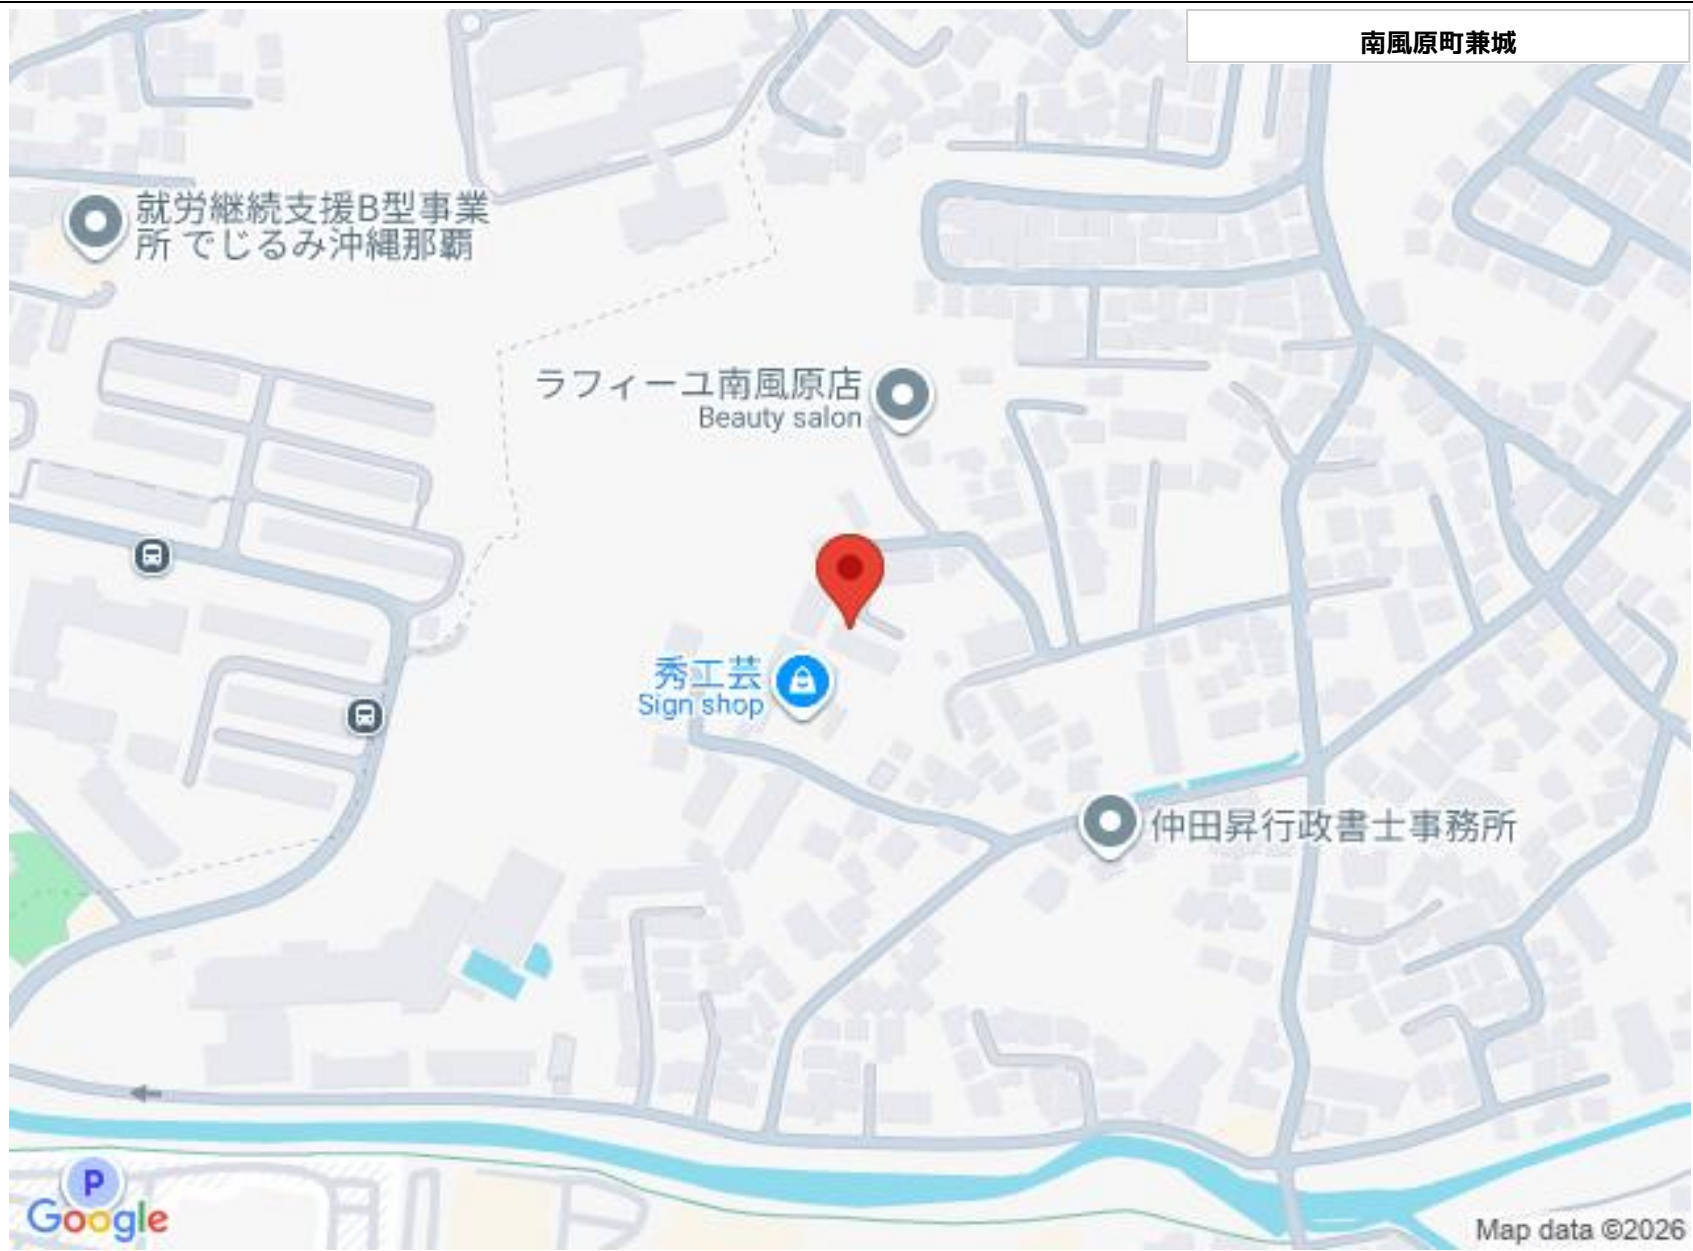 南風原町兼城
就労継続支援B型事業
所 でじるみ沖縄那覇
ラフィーユ南風原店
Beauty salon
秀工芸
Sign shop
仲田昇行政書士事務所
P
Google
Map data ©2026